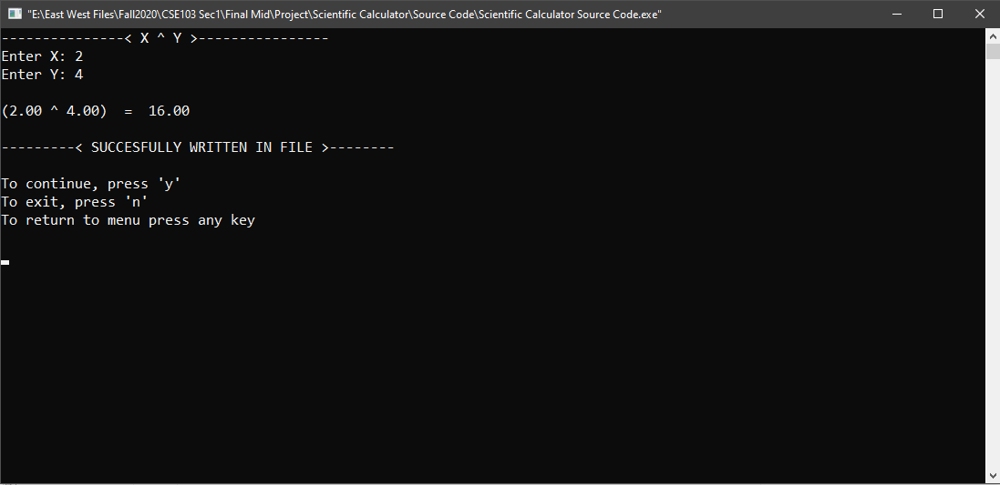 "E:\East West Files\Fall2020\CSE103 Sec1\Final Mid\Project\Scientific Calculator\Source Code\Scientific Calculator Source Code.exe"
---------------< X ^ Y >----------------
Enter X: 2
Enter Y: 4
(2.00 ^ 4.00)  =  16.00
---------< SUCCESFULLY WRITTEN IN FILE >--------
To continue, press 'y'
To exit, press 'n'
To return to menu press any key